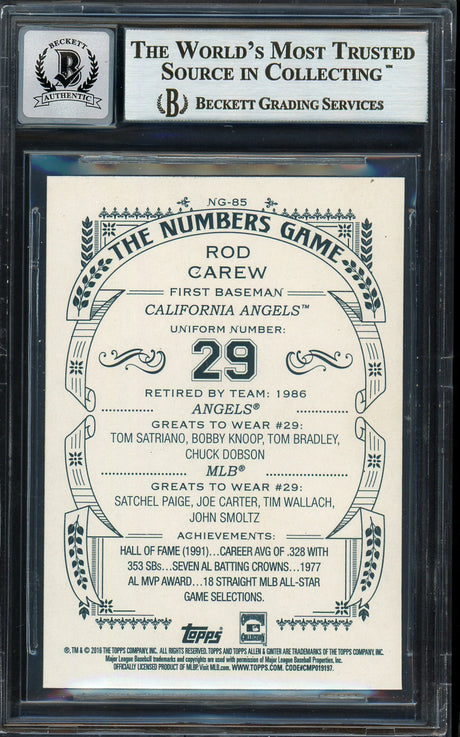 BECKETT
B
AUTHENTIC
THE WORLD'S MOST TRUSTED
SOURCE IN COLLECTING™
B BECKETT GRADING SERVICES
NG-85
THE NUMBERS GAME
ROD
CAREW
FIRST BASEMAN
CALIFORNIA ANGELS™
UNIFORM NUMBER:
29
RETIRED BY TEAM: 1986
ANGELS®
GREATS TO WEAR #29:
TOM SATRIANO, BOBBY KNOOP, TOM BRADLEY,
CHUCK DOBSON
MLB®
GREATS TO WEAR #29:
SATCHEL PAIGE, JOE CARTER, TIM WALLACH,
JOHN SMOLTZ
ACHIEVEMENTS:
HALL OF FAME (1991)...CAREER AVG OF .328 WITH
353 SBs...SEVEN AL BATTING CROWNS...1977
AL MVP AWARD...18 STRAIGHT MLB ALL-STAR
GAME SELECTIONS.
Topps
COLLECTION
®, TM & © 2016 THE TOPPS COMPANY, INC. ALL RIGHTS RESERVED. TOPPS AND TOPPS ALLEN & GINTER ARE TRADEMARKS OF THE TOPPS COMPANY, INC.
Major League Baseball trademarks and copyrights are used with permission of Major League Baseball Properties, Inc.
OFFICIALLY LICENSED PRODUCT OF MLBP. Visit MLB.com. WWW.TOPPS.COM. CODE#CMP019197.